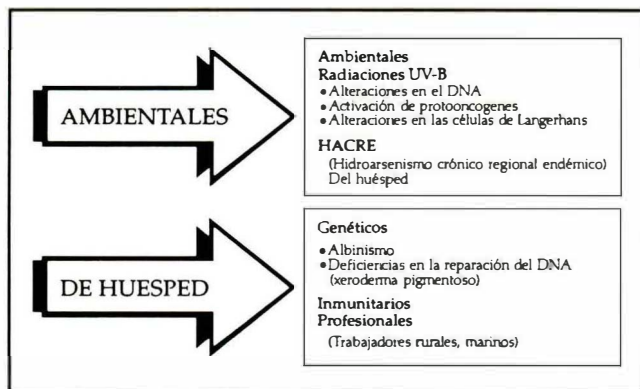 AMBIENTALES
Ambientales
Radiaciones UV-B
• Alteraciones en el DNA
• Activación de protooncogenes
• Alteraciones en las células de Langerhans
HACRE
(Hidroarsenismo crónico regional endémico)
Del huésped
DE HUESPED
Genéticos
• Albinismo
• Deficiencias en la reparación del DNA
(xeroderma pigmentoso)
Inmunitarios
Profesionales
(Trabajadores rurales, marinos)